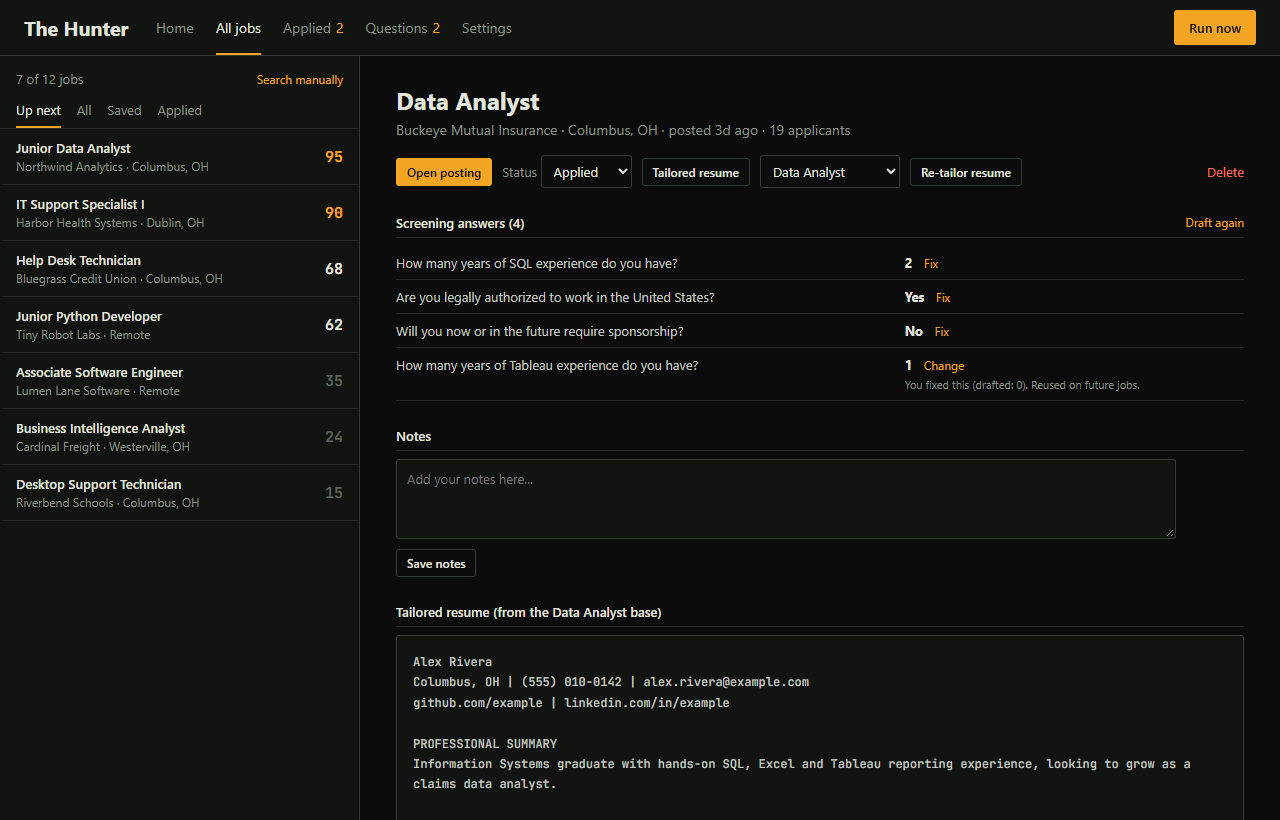 The Hunter
Home
All jobs
Applied 2
Questions 2
Settings
Run now
7 of 12 jobs
Search manually
Up next
All
Saved
Applied
Junior Data Analyst
Northwind Analytics · Columbus, OH
95
IT Support Specialist I
Harbor Health Systems · Dublin, OH
90
Help Desk Technician
Bluegrass Credit Union · Columbus, OH
68
Junior Python Developer
Tiny Robot Labs · Remote
62
Associate Software Engineer
Lumen Lane Software · Remote
35
Business Intelligence Analyst
Cardinal Freight · Westerville, OH
24
Desktop Support Technician
Riverbend Schools · Columbus, OH
15
Data Analyst
Buckeye Mutual Insurance · Columbus, OH · posted 3d ago · 19 applicants
Open posting
Status
Applied
Tailored resume
Data Analyst
Re-tailor resume
Delete
Screening answers (4)
Draft again
How many years of SQL experience do you have?
2 Fix
Are you legally authorized to work in the United States?
Yes Fix
Will you now or in the future require sponsorship?
No Fix
How many years of Tableau experience do you have?
1 Change
You fixed this (drafted: 0). Reused on future jobs.
Notes
Add your notes here...
Save notes
Tailored resume (from the Data Analyst base)
Alex Rivera
Columbus, OH | (555) 010-0142 | alex.rivera@example.com
github.com/example | linkedin.com/in/example
PROFESSIONAL SUMMARY
Information Systems graduate with hands-on SQL, Excel and Tableau reporting experience, looking to grow as a
claims data analyst.